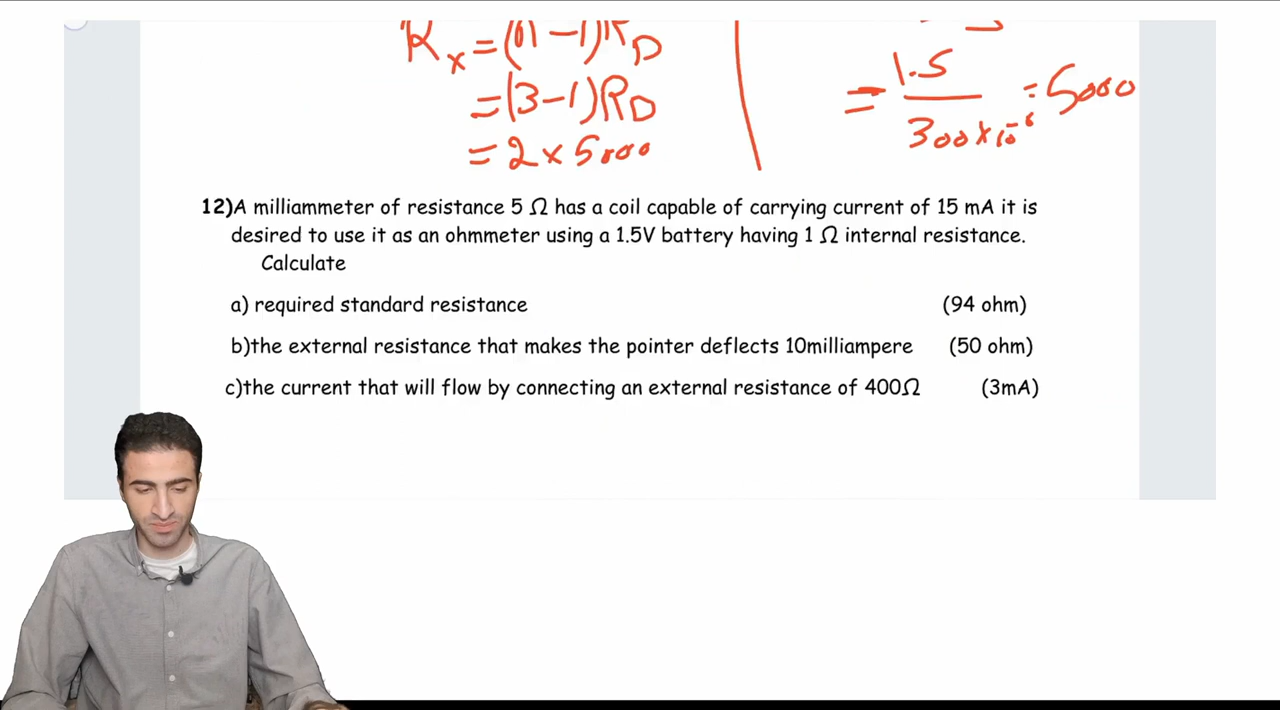 Rx = (n - 1)RD
= (3 - 1)RD
= 2 x 5000
= 1.5 / 300 x 10^-6 = 5000
12)A milliammeter of resistance 5 Ω has a coil capable of carrying current of 15 mA it is
desired to use it as an ohmmeter using a 1.5V battery having 1 Ω internal resistance.
Calculate
a) required standard resistance (94 ohm)
b)the external resistance that makes the pointer deflects 10milliampere (50 ohm)
c)the current that will flow by connecting an external resistance of 400Ω (3mA)